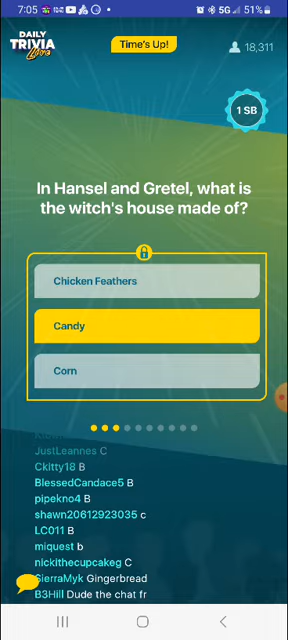 7:05
5G 51%
DAILY
TRIVIA
Live
Time's Up!
18,311
1 SB
In Hansel and Gretel, what is
the witch's house made of?
Chicken Feathers
Candy
Corn
JustLeannes C
Ckitty18 B
BlessedCandace5 B
pipekno4 B
shawn20612923035 c
LC011 B
miquest b
nickithecupcakeg C
SierraMyk Gingerbread
B3Hill Dude the chat fr